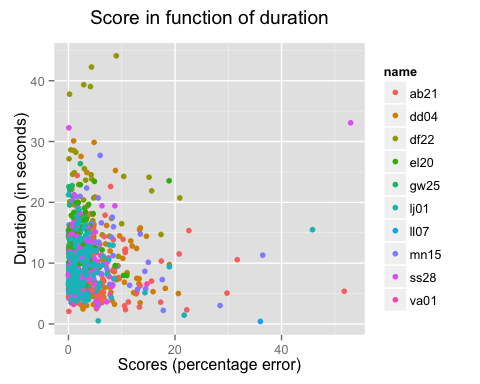 Score in function of duration
Duration (in seconds)
40
30
20
10
0
0
20
40
Scores (percentage error)
name
ab21
dd04
df22
el20
gw25
lj01
ll07
mn15
ss28
va01